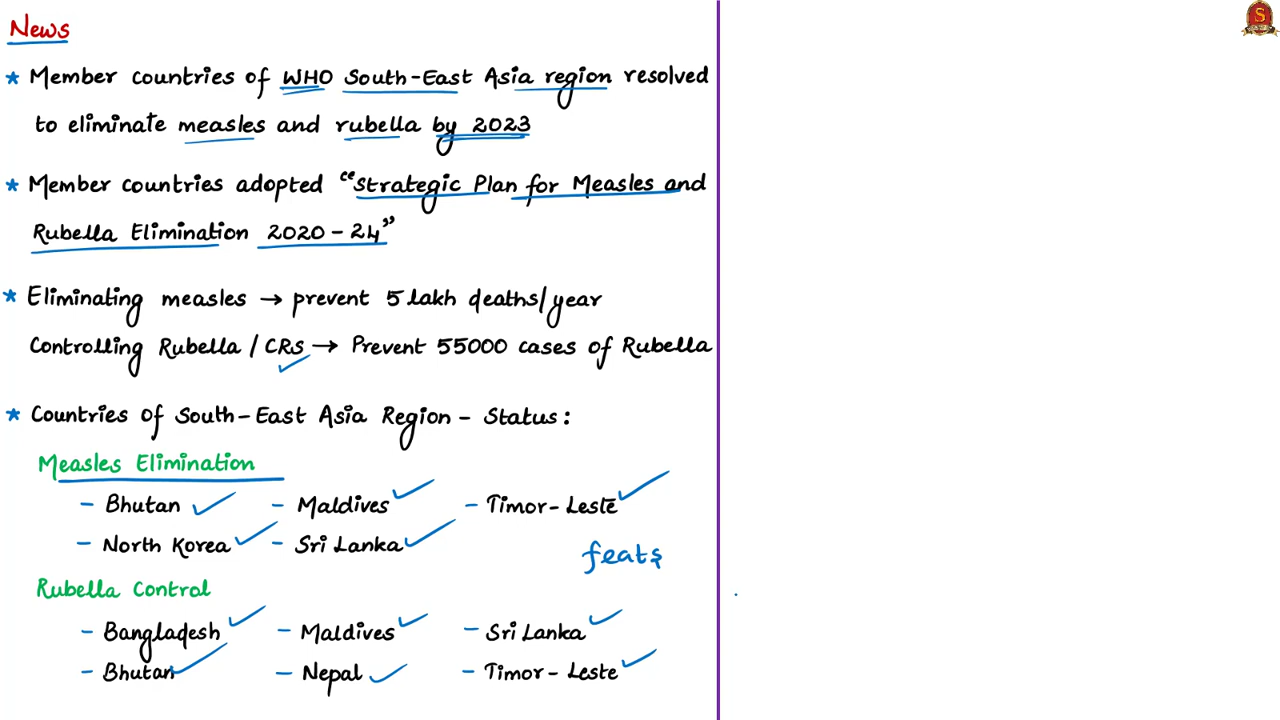 News
* Member countries of WHO South-East Asia region resolved
to eliminate measles and rubella by 2023
* Member countries adopted "Strategic Plan for Measles and
Rubella Elimination 2020-24"
* Eliminating measles → prevent 5 lakh deaths/year
Controlling Rubella / CRS → Prevent 55000 cases of Rubella
* Countries of South-East Asia Region - Status:
Measles Elimination
- Bhutan - Maldives - Timor-Leste
- North Korea - Sri Lanka
feats
Rubella Control
- Bangladesh - Maldives - Sri Lanka
- Bhutan - Nepal - Timor-Leste
S